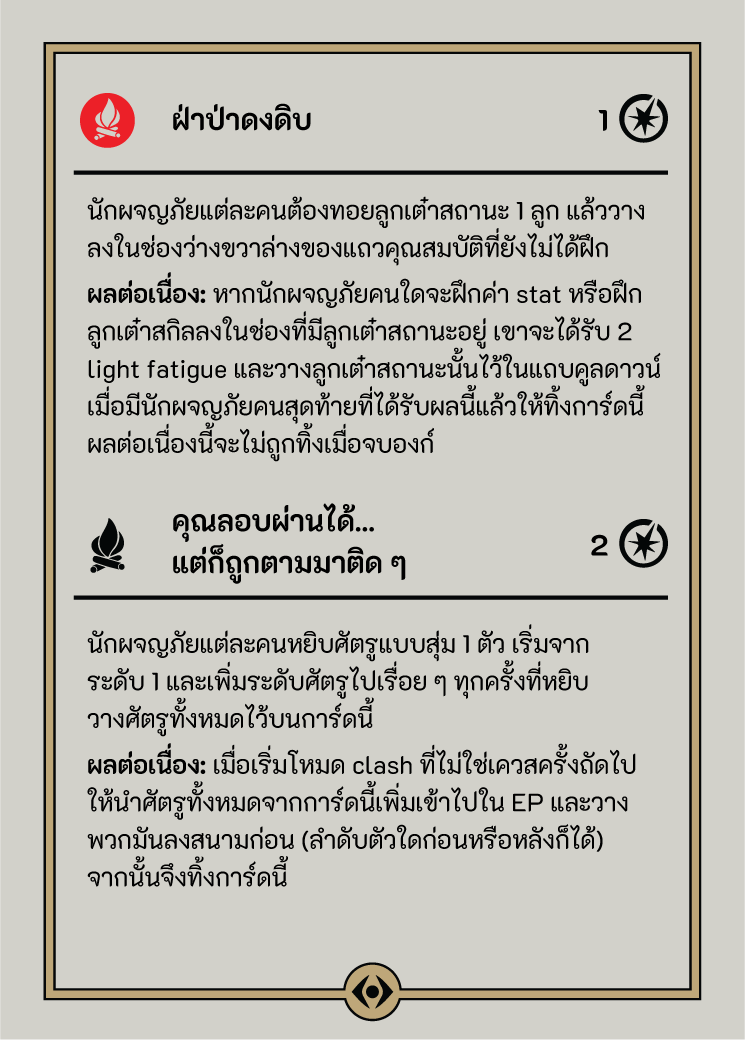 ฝ่าป่าดงดิบ
1
นักผจญภัยแต่ละคนต้องทอยลูกเต๋าสถานะ 1 ลูก แล้ววาง
ลงในช่องว่างขวาล่างของแถวคุณสมบัติที่ยังไม่ได้ฝึก
ผลต่อเนื่อง: หากนักผจญภัยคนใดจะฝึกค่า stat หรือฝึก
ลูกเต๋าสกิลลงในช่องที่มีลูกเต๋าสถานะอยู่ เขาจะได้รับ 2
light fatigue และวางลูกเต๋าสถานะนั้นไว้ในแถบคูลดาวน์
เมื่อมีนักผจญภัยคนสุดท้ายที่ได้รับผลนี้แล้วให้ทิ้งการ์ดนี้
ผลต่อเนื่องนี้จะไม่ถูกทิ้งเมื่อจบองก์
คุณลอบผ่านได้...
แต่ก็ถูกตามมาติด ๆ
2
นักผจญภัยแต่ละคนหยิบศัตรูแบบสุ่ม 1 ตัว เริ่มจาก
ระดับ 1 และเพิ่มระดับศัตรูไปเรื่อย ๆ ทุกครั้งที่หยิบ
วางศัตรูทั้งหมดไว้บนการ์ดนี้
ผลต่อเนื่อง: เมื่อเริ่มโหมด clash ที่ไม่ใช่เควสครั้งถัดไป
ให้นำศัตรูทั้งหมดจากการ์ดนี้เพิ่มเข้าไปใน EP และวาง
พวกมันลงสนามก่อน (ลำดับตัวใดก่อนหรือหลังก็ได้)
จากนั้นจึงทิ้งการ์ดนี้